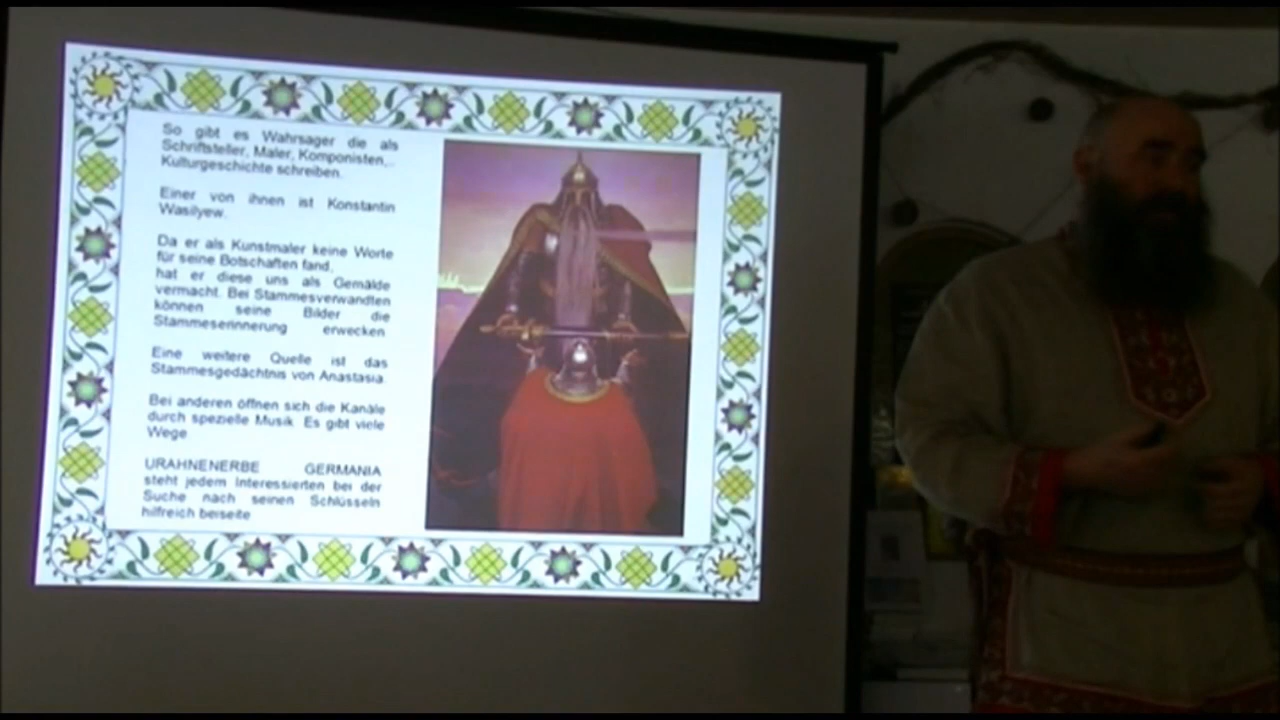 So gibt es Wahrsager die als
Schriftsteller, Maler, Komponisten,..
Kulturgeschichte schreiben.
Einer von ihnen ist Konstantin
Wasilyew.
Da er als Kunstmaler keine Worte
für seine Botschaften fand,
hat er diese uns als Gemälde
vermacht. Bei Stammesverwandten
können seine Bilder die
Stammeserinnerung erwecken.
Eine weitere Quelle ist das
Stammesgedächtnis von Anastasia.
Bei anderen öffnen sich die Kanäle
durch spezielle Musik. Es gibt viele
Wege.
URAHNENERBE GERMANIA
steht jedem Interessierten bei der
Suche nach seinen Schlüsseln
hilfreich beiseite.